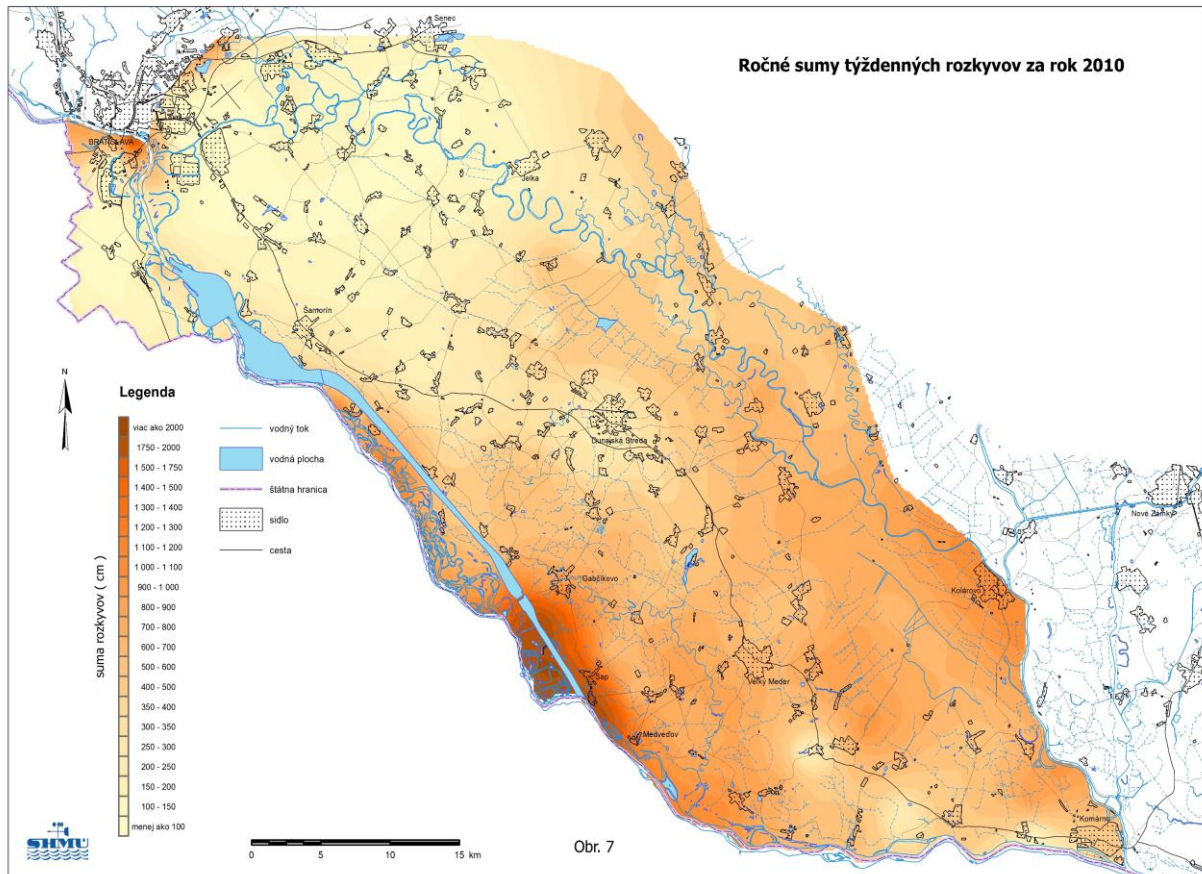 Senec
Ročné sumy týždenných rozkyvov za rok 2010
BRATISLAVA
Jelka
Šamorín
N
Legenda
suma rozkyvov ( cm )
viac ako 2000
1750 - 2000
1 500 - 1 750
1 400 - 1 500
1 300 - 1 400
1 200 - 1 300
1 100 - 1 200
1 000 - 1 100
900 - 1 000
800 - 900
700 - 800
600 - 700
500 - 600
400 - 500
350 - 400
300 - 350
250 - 300
200 - 250
150 - 200
100 - 150
menej ako 100
vodný tok
vodná plocha
štátna hranica
sídlo
cesta
Dunajská Streda
Nové Zámky
Gabčíkovo
Kolárovo
Sap
Veľký Meder
Medveďov
Komárno
SHMÚ
0 5 10 15 km
Obr. 7